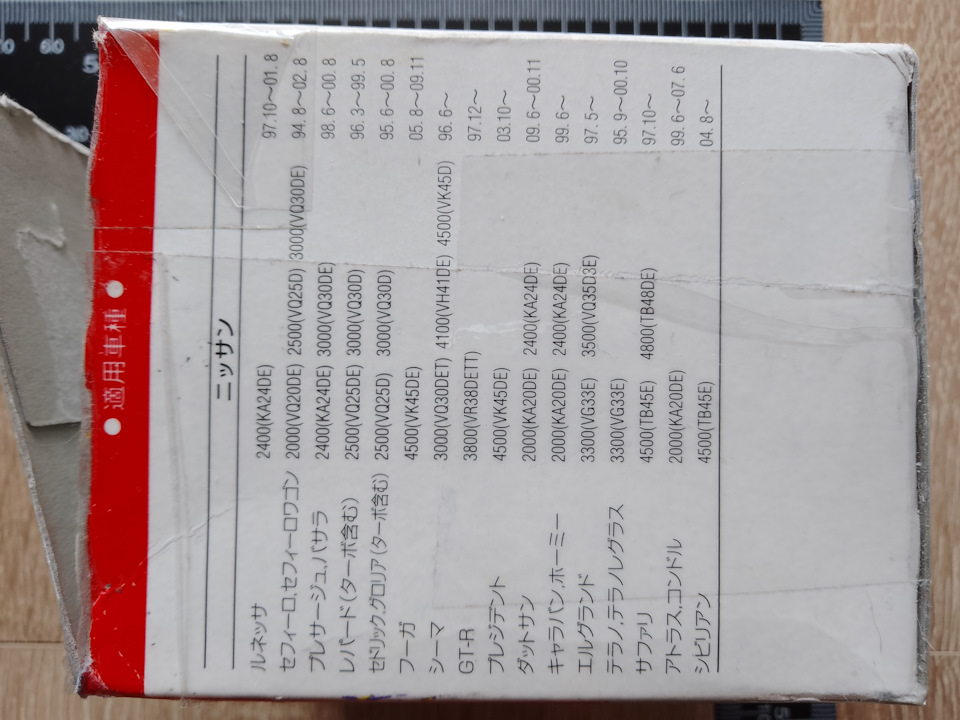 ●適用車種●
ニッサン
ルネッサ 2400(KA24DE) 97.10〜01. 8
セフィーロ,セフィーロワゴン 2000(VQ20DE) 2500(VQ25D) 3000(VQ30DE) 94. 8〜02. 8
プレサージュ,バサラ 2400(KA24DE) 3000(VQ30DE) 98. 6〜00. 8
レパード(ターボ含む) 2500(VQ25DE) 3000(VQ30D) 96. 3〜99. 5
セドリック,グロリア(ターボ含む) 2500(VQ25D) 3000(VQ30D) 95. 6〜00. 8
フーガ 4500(VK45DE) 05. 8〜09.11
シーマ 3000(VQ30DET) 4100(VH41DE) 4500(VK45D) 96. 6〜
GT-R 3800(VR38DETT) 97.12〜
プレジデント 4500(VK45DE) 03.10〜
ダットサン 2000(KA20DE) 2400(KA24DE) 09. 6〜00.11
キャラバン,ホーミー 2000(KA20DE) 2400(KA24DE) 99. 6〜
エルグランド 3300(VG33E) 3500(VQ35D3E) 97. 5〜
テラノ,テラノレグラス 3300(VG33E) 95. 9〜00.10
サファリ 4500(TB45E) 4800(TB48DE) 97.10〜
アトラス,コンドル 2000(KA20DE) 99. 6〜07. 6
シビリアン 4500(TB45E) 04. 8〜
60